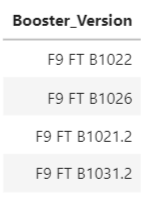 Booster_Version
F9 FT B1022
F9 FT B1026
F9 FT B1021.2
F9 FT B1031.2